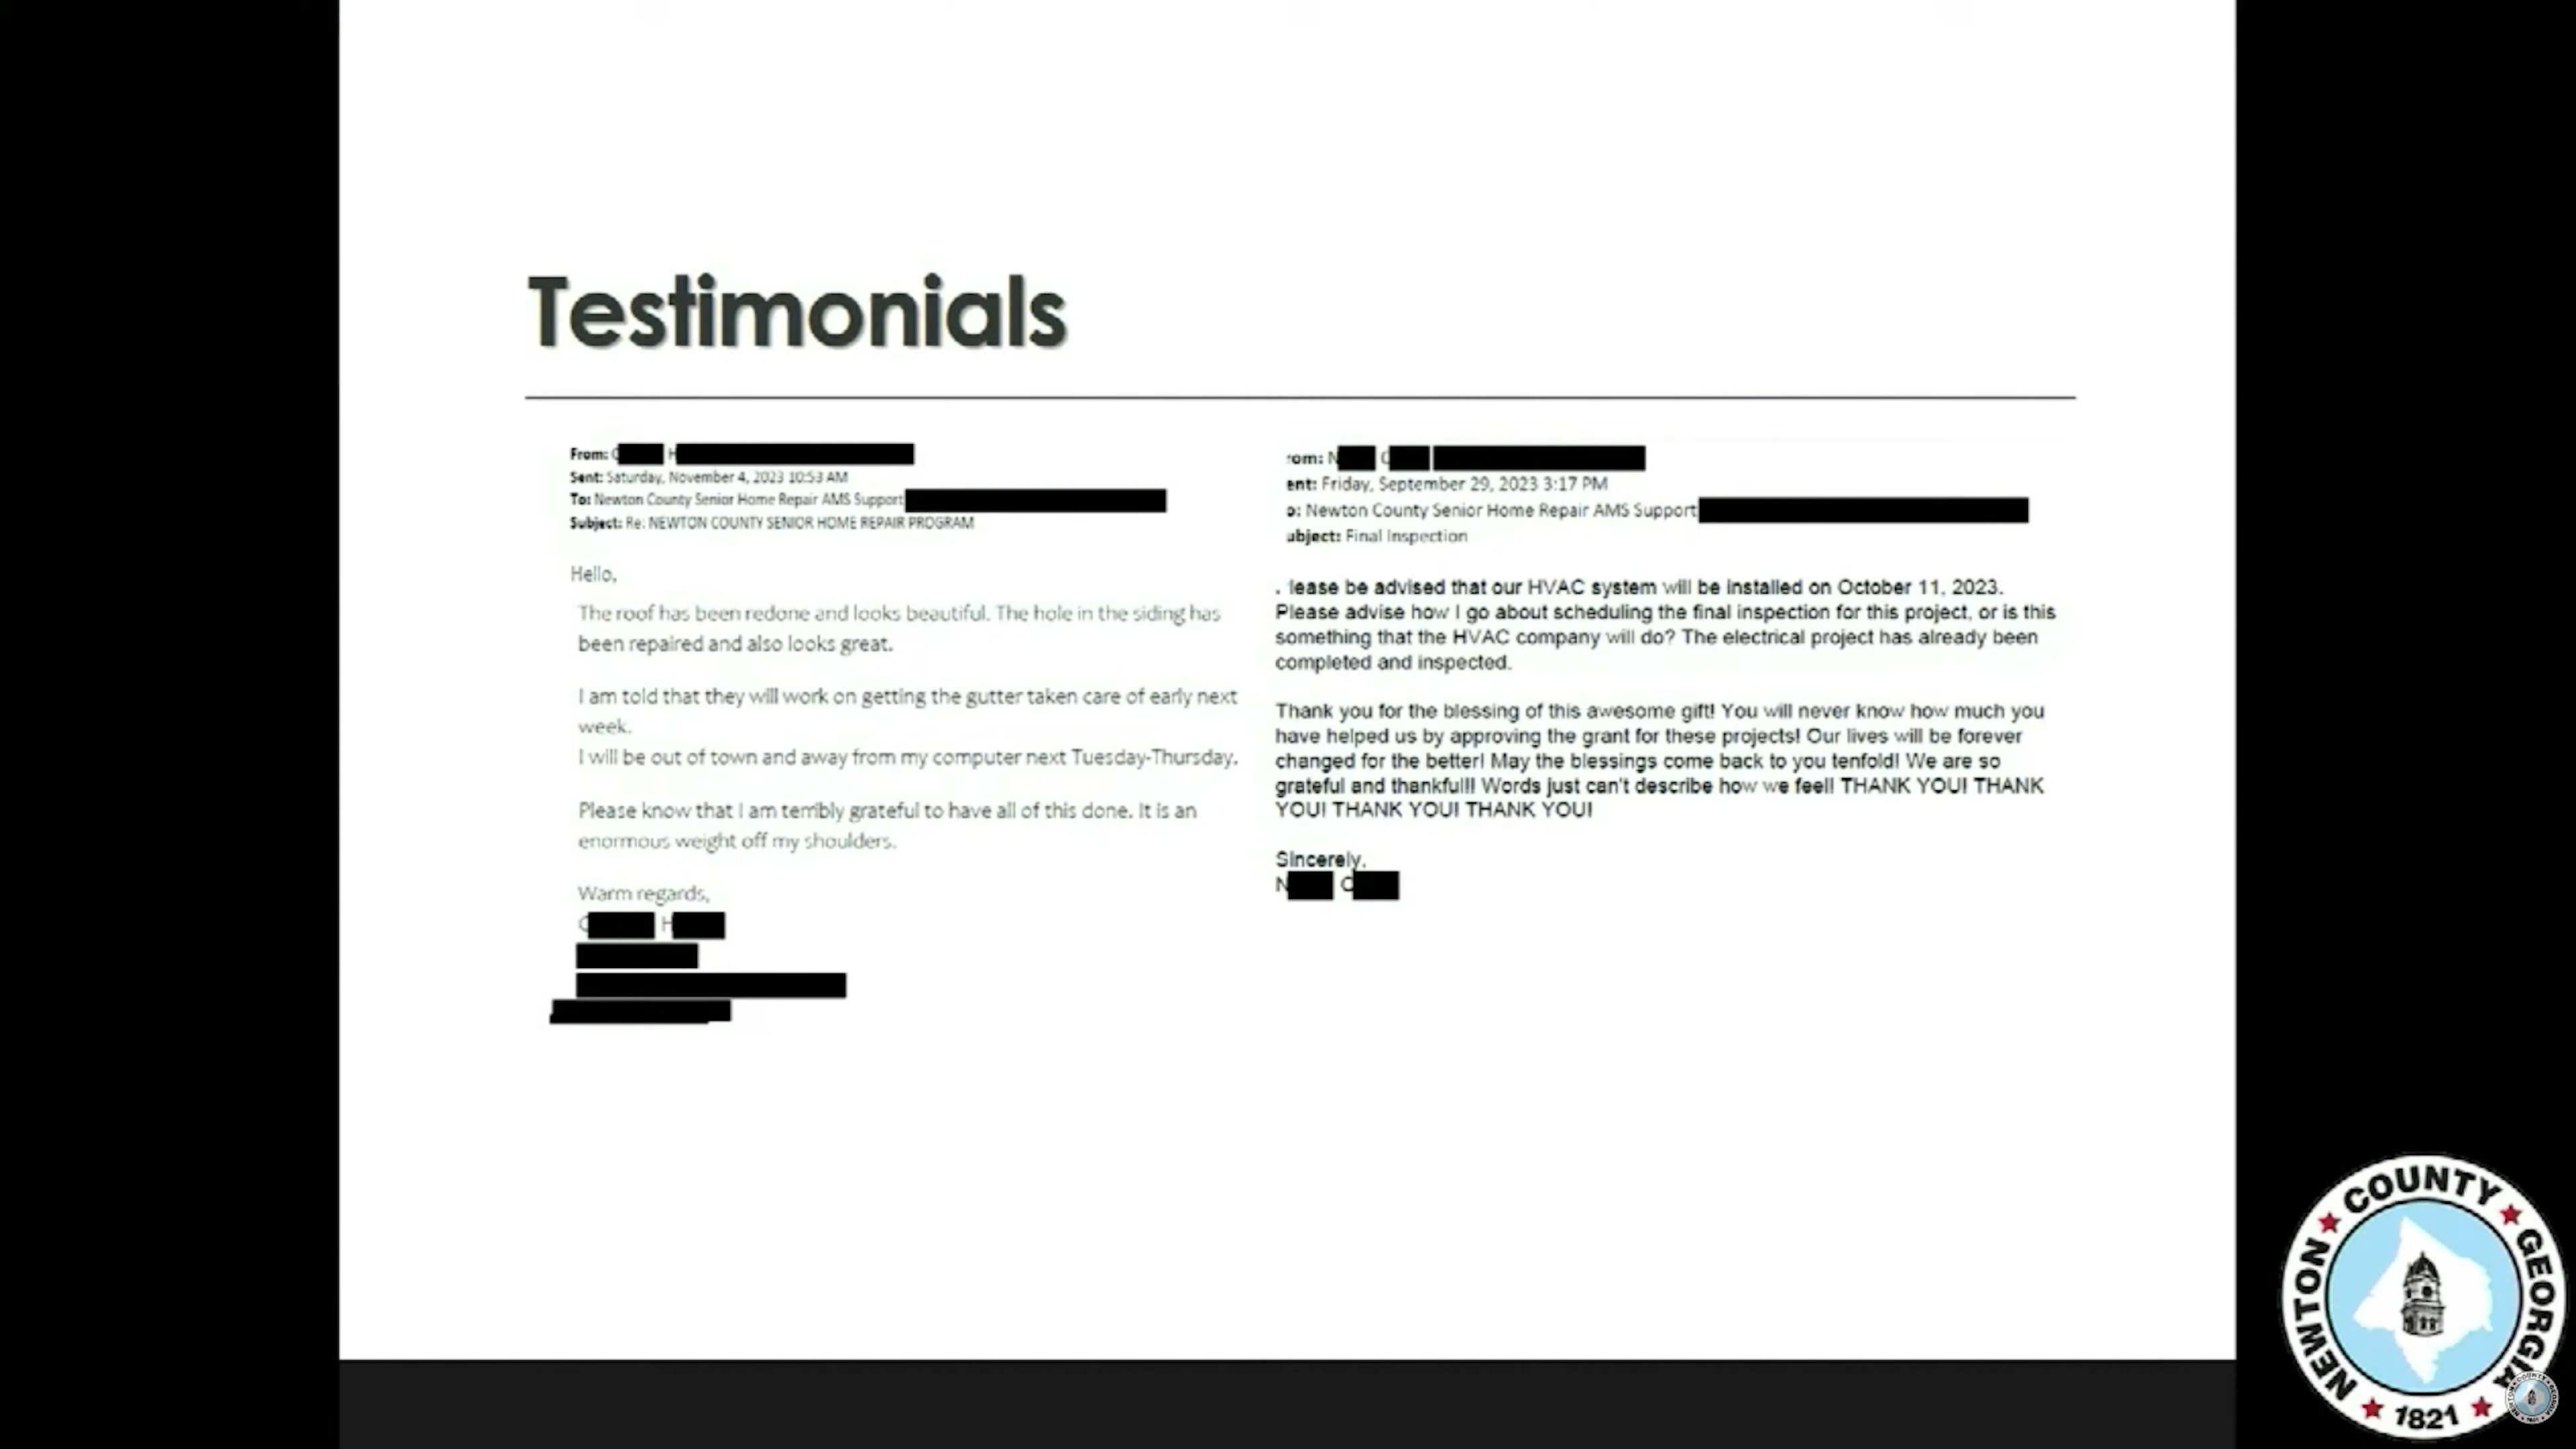 Testimonials
From: C H
Sent: Saturday, November 4, 2023 10:53 AM
To: Newton County Senior Home Repair AMS Support
Subject: Re: NEWTON COUNTY SENIOR HOME REPAIR PROGRAM
Hello,
The roof has been redone and looks beautiful. The hole in the siding has
been repaired and also looks great.
I am told that they will work on getting the gutter taken care of early next
week.
I will be out of town and away from my computer next Tuesday-Thursday.
Please know that I am terribly grateful to have all of this done. It is an
enormous weight off my shoulders.
Warm regards,
C H
rom: N C
ent: Friday, September 29, 2023 3:17 PM
o: Newton County Senior Home Repair AMS Support
ubject: Final Inspection
. lease be advised that our HVAC system will be installed on October 11, 2023.
Please advise how I go about scheduling the final inspection for this project, or is this
something that the HVAC company will do? The electrical project has already been
completed and inspected.
Thank you for the blessing of this awesome gift! You will never know how much you
have helped us by approving the grant for these projects! Our lives will be forever
changed for the better! May the blessings come back to you tenfold! We are so
grateful and thankful!! Words just can't describe how we feel! THANK YOU! THANK
YOU! THANK YOU! THANK YOU!
Sincerely,
N C
NEWTON COUNTY GEORGIA
1821